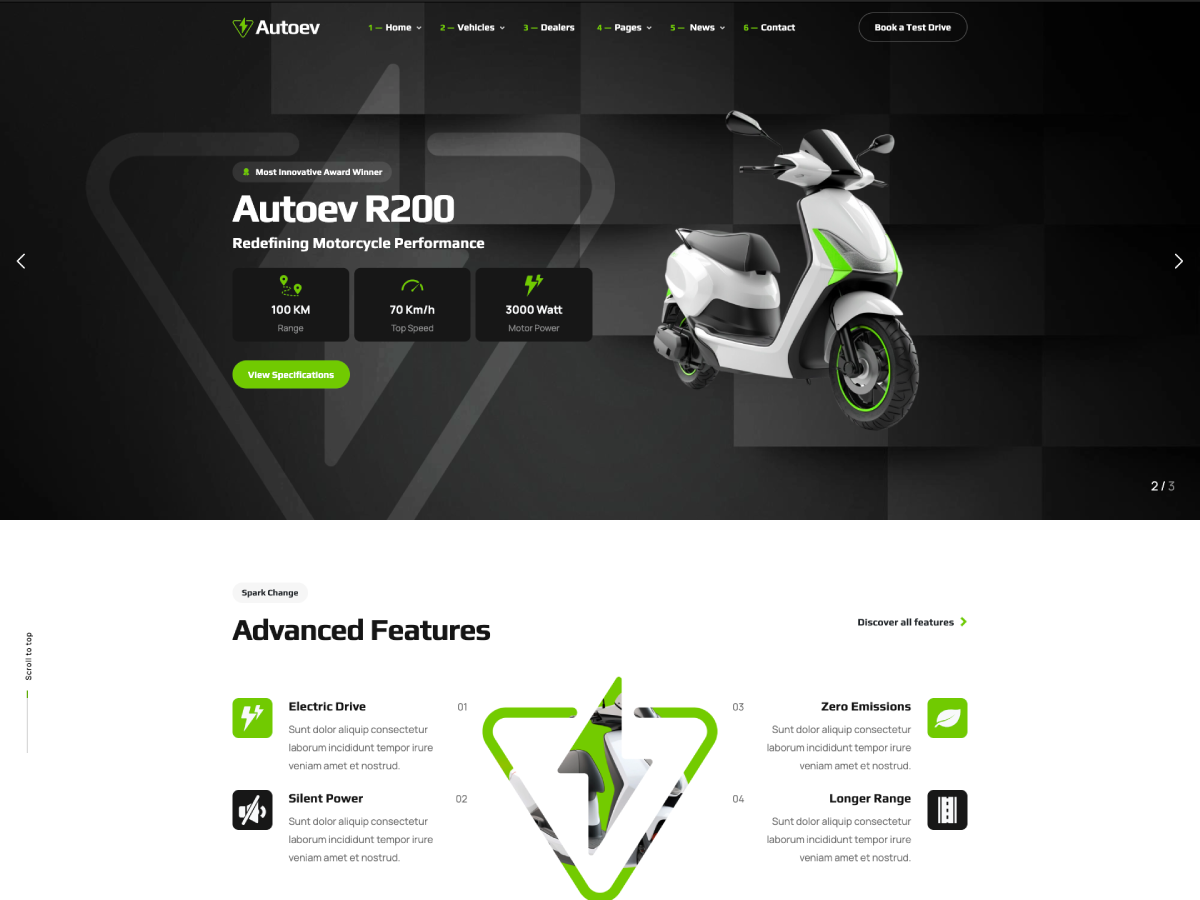 Autoev
1 — Home
2 — Vehicles
3 — Dealers
4 — Pages
5 — News
6 — Contact
Book a Test Drive
Most Innovative Award Winner
Autoev R200
Redefining Motorcycle Performance
100 KM
Range
70 Km/h
Top Speed
3000 Watt
Motor Power
View Specifications
2 / 3
Spark Change
Advanced Features
Discover all features
Scroll to top
Electric Drive
01
Sunt dolor aliquip consectetur
laborum incididunt tempor irure
veniam amet et nostrud.
Silent Power
02
Sunt dolor aliquip consectetur
laborum incididunt tempor irure
veniam amet et nostrud.
03
Zero Emissions
Sunt dolor aliquip consectetur
laborum incididunt tempor irure
veniam amet et nostrud.
04
Longer Range
Sunt dolor aliquip consectetur
laborum incididunt tempor irure
veniam amet et nostrud.